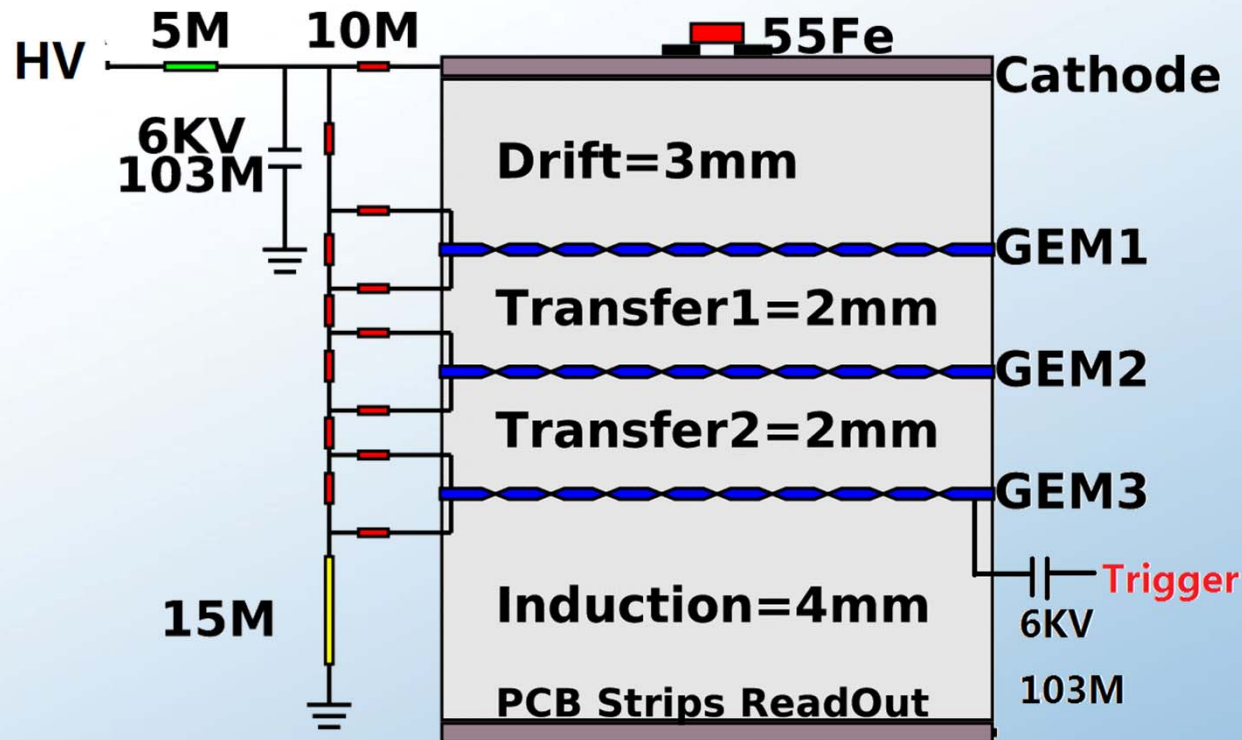 5M
10M
55Fe
HV
Cathode
6KV
103M
Drift=3mm
GEM1
Transfer1=2mm
GEM2
Transfer2=2mm
GEM3
Trigger
15M
Induction=4mm
6KV
103M
PCB Strips ReadOut